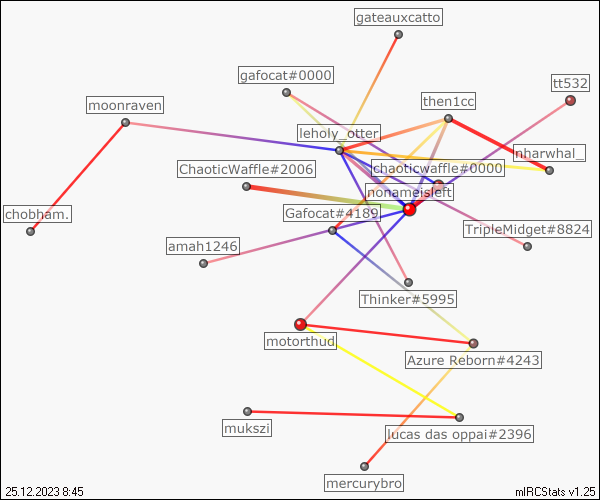 gateauxcatto
gafocat#0000
tt532
moonraven
then1cc
leholy_otter
nharwhal_
ChaoticWaffle#2006
chaoticwaffle#0000
nonameisleft
chobham.
Gafocat#4189
TripleMidget#8824
amah1246
Thinker#5995
motorthud
Azure Reborn#4243
mukszi
lucas das oppai#2396
mercurybro
25.12.2023 8:45
mIRCStats v1.25